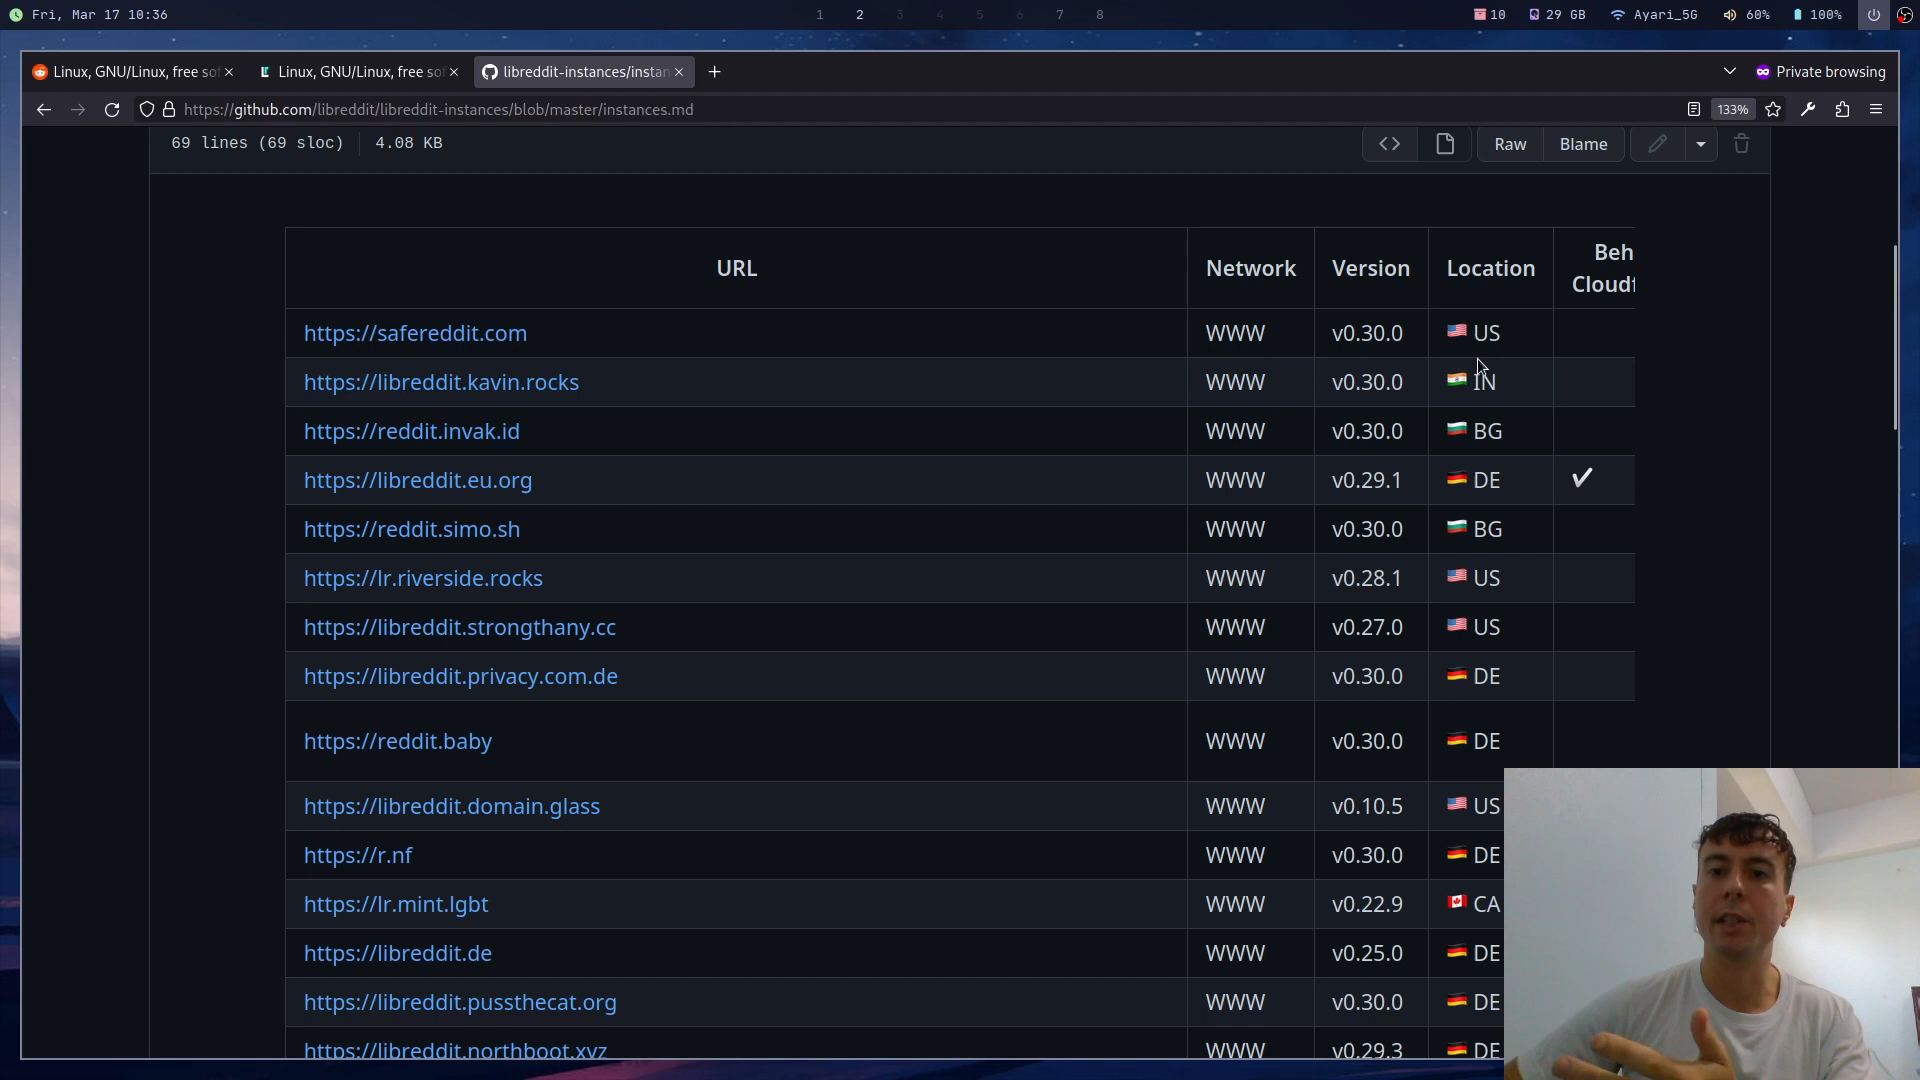 Fri, Mar 17 10:36
1 2 3 4 5 6 7 8
10 29 GB Ayari_5G 60% 100%
Linux, GNU/Linux, free so
Linux, GNU/Linux, free so
libreddit-instances/instan
Private browsing
https://github.com/libreddit/libreddit-instances/blob/master/instances.md
133%
69 lines (69 sloc) 4.08 KB
Raw Blame
URL Network Version Location Beh
Cloudf
https://safereddit.com WWW v0.30.0 US
https://libreddit.kavin.rocks WWW v0.30.0 IN
https://reddit.invak.id WWW v0.30.0 BG
https://libreddit.eu.org WWW v0.29.1 DE ✔
https://reddit.simo.sh WWW v0.30.0 BG
https://lr.riverside.rocks WWW v0.28.1 US
https://libreddit.strongthany.cc WWW v0.27.0 US
https://libreddit.privacy.com.de WWW v0.30.0 DE
https://reddit.baby WWW v0.30.0 DE
https://libreddit.domain.glass WWW v0.10.5 US
https://r.nf WWW v0.30.0 DE
https://lr.mint.lgbt WWW v0.22.9 CA
https://libreddit.de WWW v0.25.0 DE
https://libreddit.pussthecat.org WWW v0.30.0 DE
https://libreddit.northboot.xyz WWW v0.29.3 DE